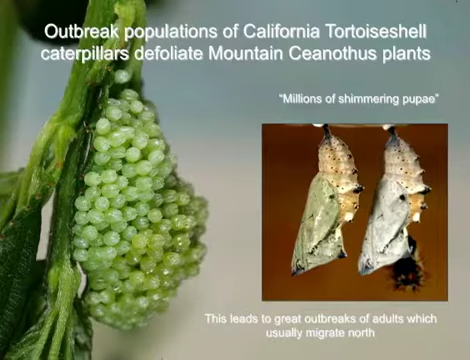 Outbreak populations of California Tortoiseshell
caterpillars defoliate Mountain Ceanothus plants
“Millions of shimmering pupae”
This leads to great outbreaks of adults which
usually migrate north